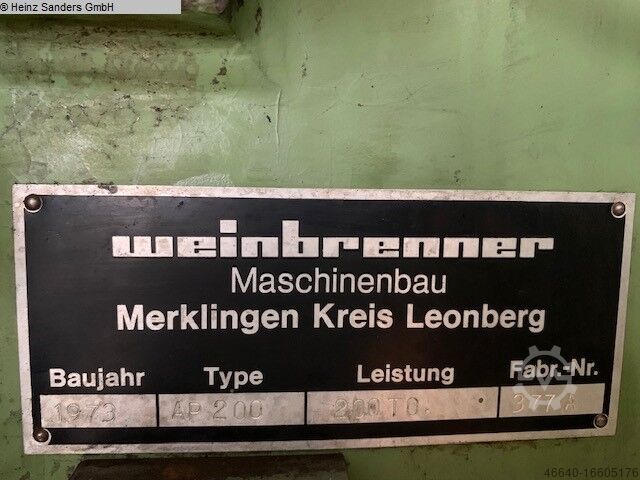 © Heinz Sanders GmbH
weinbrenner
Maschinenbau
Merklingen Kreis Leonberg
Baujahr Type Leistung Fabr.-Nr.
1973 AP 200 200 TO. 377
46640-16605176